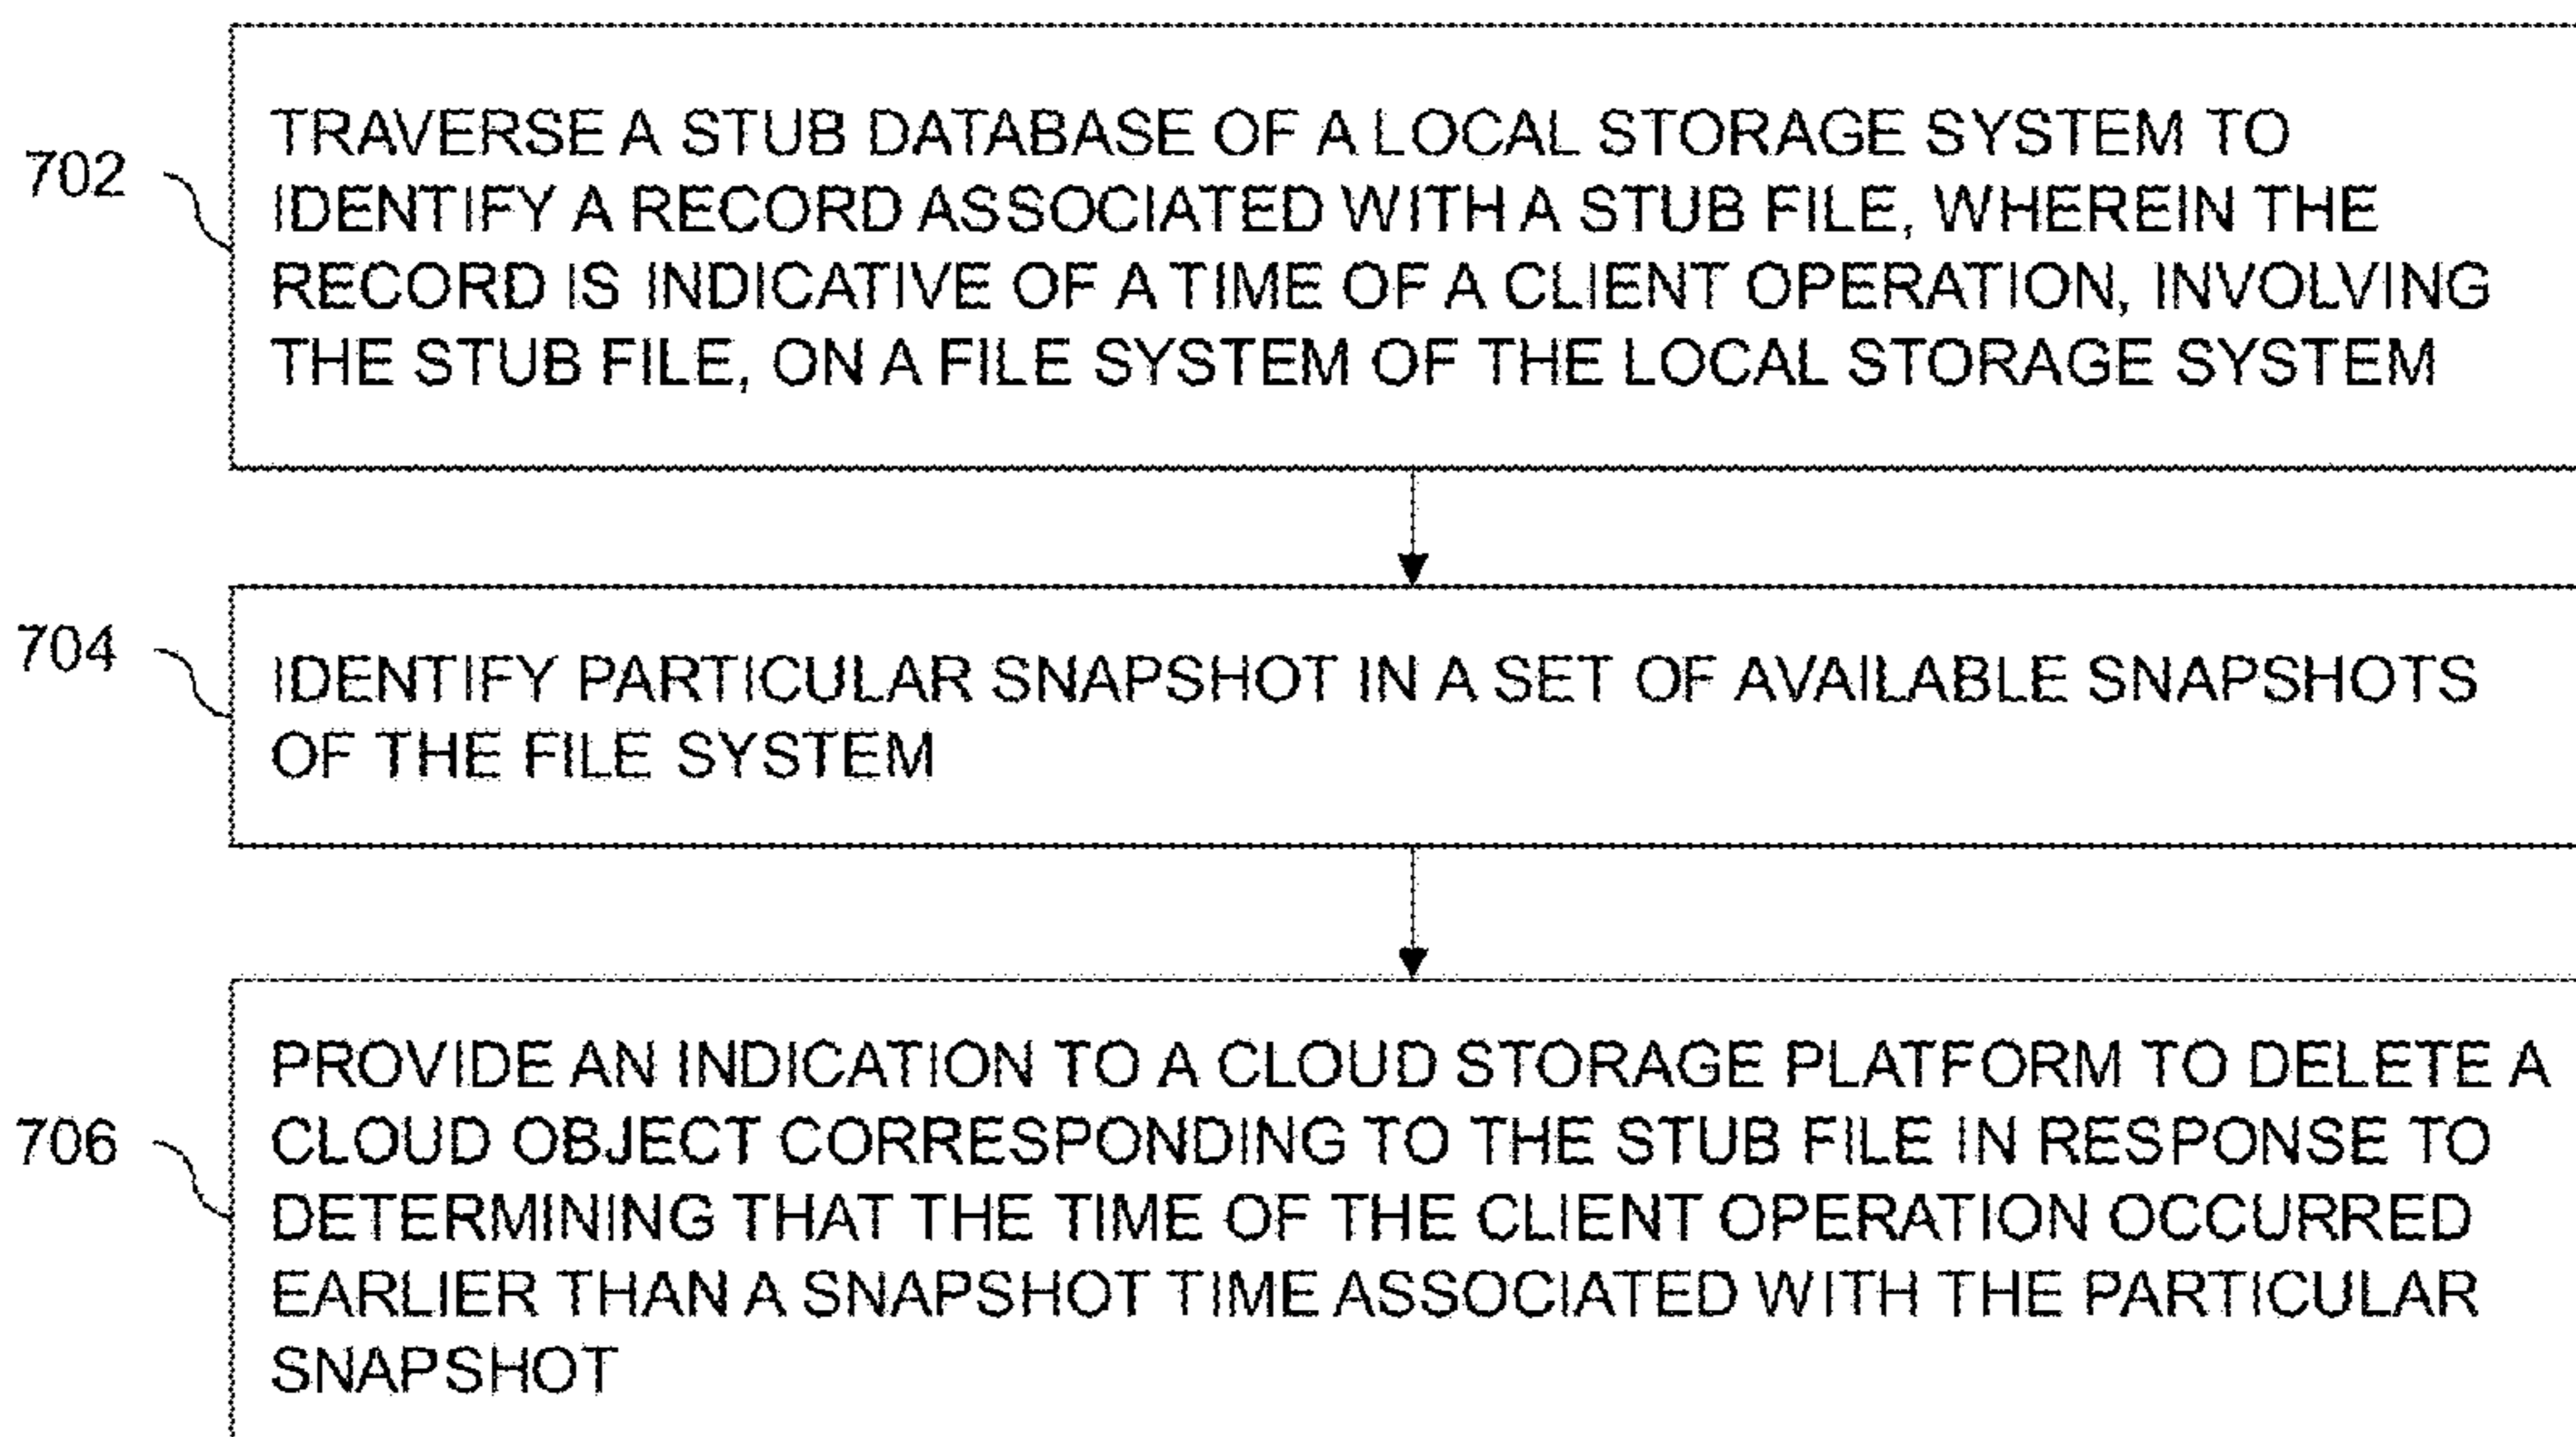 702
TRAVERSE A STUB DATABASE OF A LOCAL STORAGE SYSTEM TO
IDENTIFY A RECORD ASSOCIATED WITH A STUB FILE, WHEREIN THE
RECORD IS INDICATIVE OF A TIME OF A CLIENT OPERATION, INVOLVING
THE STUB FILE, ON A FILE SYSTEM OF THE LOCAL STORAGE SYSTEM
704
IDENTIFY PARTICULAR SNAPSHOT IN A SET OF AVAILABLE SNAPSHOTS
OF THE FILE SYSTEM
706
PROVIDE AN INDICATION TO A CLOUD STORAGE PLATFORM TO DELETE A
CLOUD OBJECT CORRESPONDING TO THE STUB FILE IN RESPONSE TO
DETERMINING THAT THE TIME OF THE CLIENT OPERATION OCCURRED
EARLIER THAN A SNAPSHOT TIME ASSOCIATED WITH THE PARTICULAR
SNAPSHOT